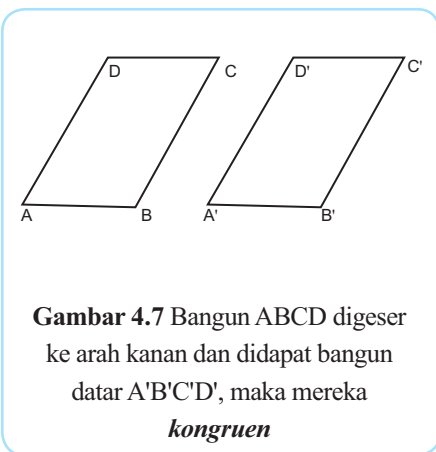 D C D' C'
A B A' B'
Gambar 4.7 Bangun ABCD digeser
ke arah kanan dan didapat bangun
datar A'B'C'D', maka mereka
kongruen